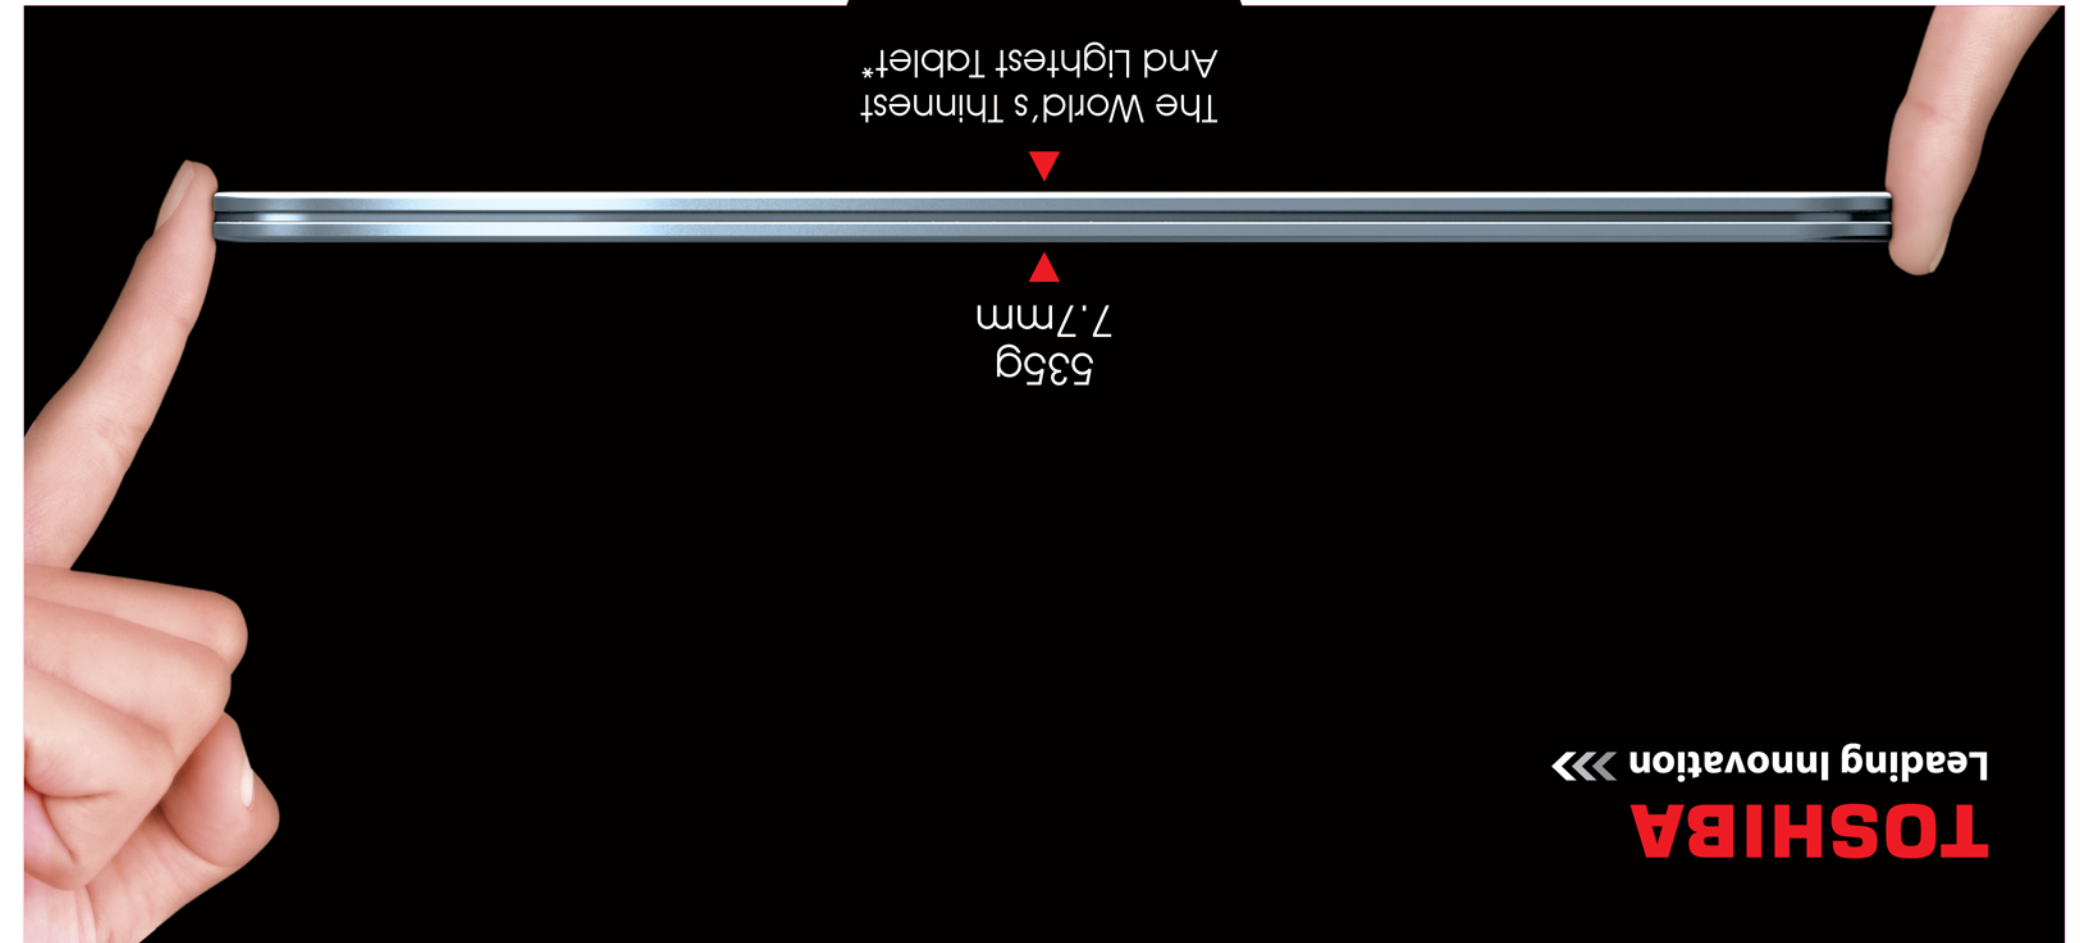 TOSHIBA
Leading Innovation >>>
535g
7.7mm
The World's Thinnest
And Lightest Tablet*